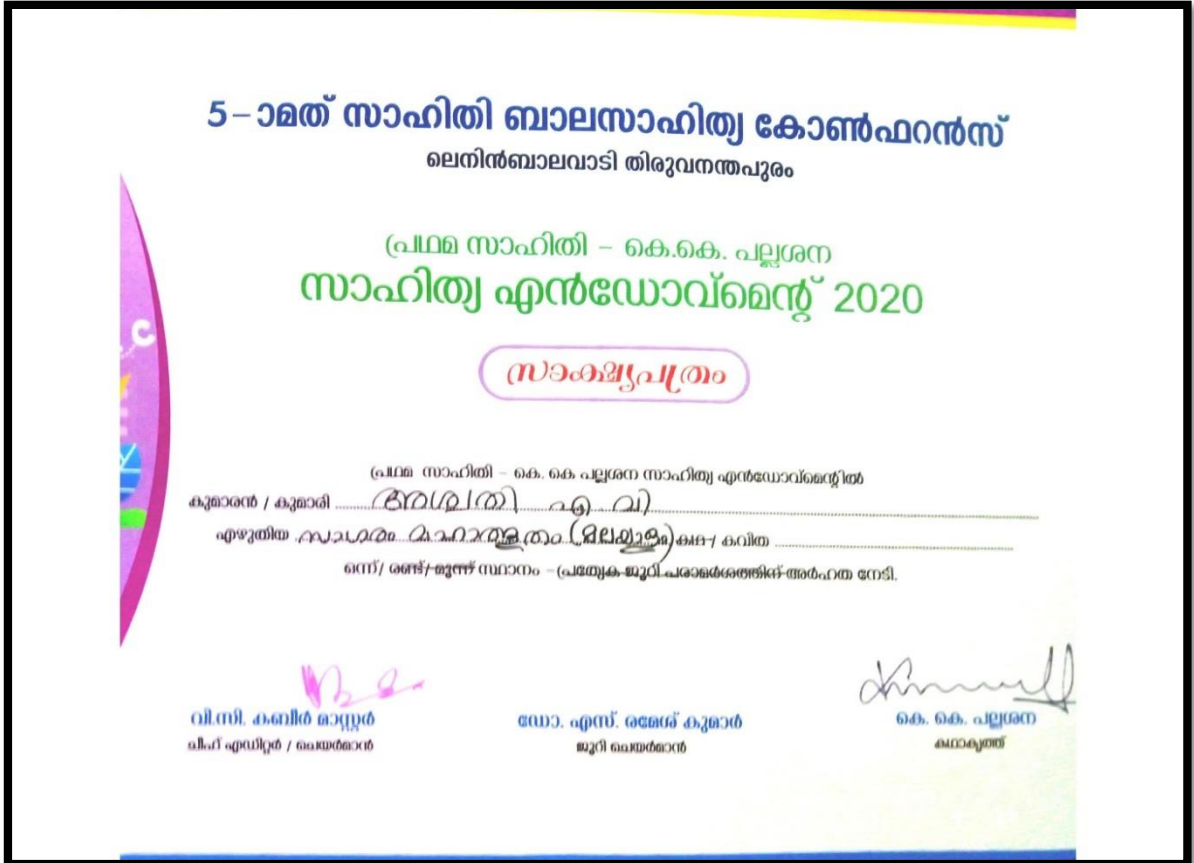 5-ാമത് സാഹിതി ബാലസാഹിത്യ കോൺഫറൻസ്
ലെനിൻബാലവാടി തിരുവനന്തപുരം
പ്രഥമ സാഹിതി - കെ.കെ. പല്ലശന
സാഹിത്യ എൻഡോവ്മെന്റ് 2020
സാക്ഷ്യപത്രം
പ്രഥമ സാഹിതി - കെ. കെ പല്ലശന സാഹിത്യ എൻഡോവ്മെന്റിൽ
കുമാരൻ / കുമാരി അശ്വതി എ വി
എഴുതിയ സാഗരം മഹാത്ഭുതം (മലയാളം) കഥ / കവിത
ഒന്ന് / രണ്ട് / മൂന്ന് സ്ഥാനം - പ്രത്യേക ജൂറി പരാമർശത്തിന് അർഹത നേടി.
വി.സി. കബീർ മാസ്റ്റർ ഡോ. എസ്. രമേശ് കുമാർ കെ. കെ. പല്ലശന
ചീഫ് എഡിറ്റർ / ചെയർമാൻ ജൂറി ചെയർമാൻ കഥാകൃത്ത്